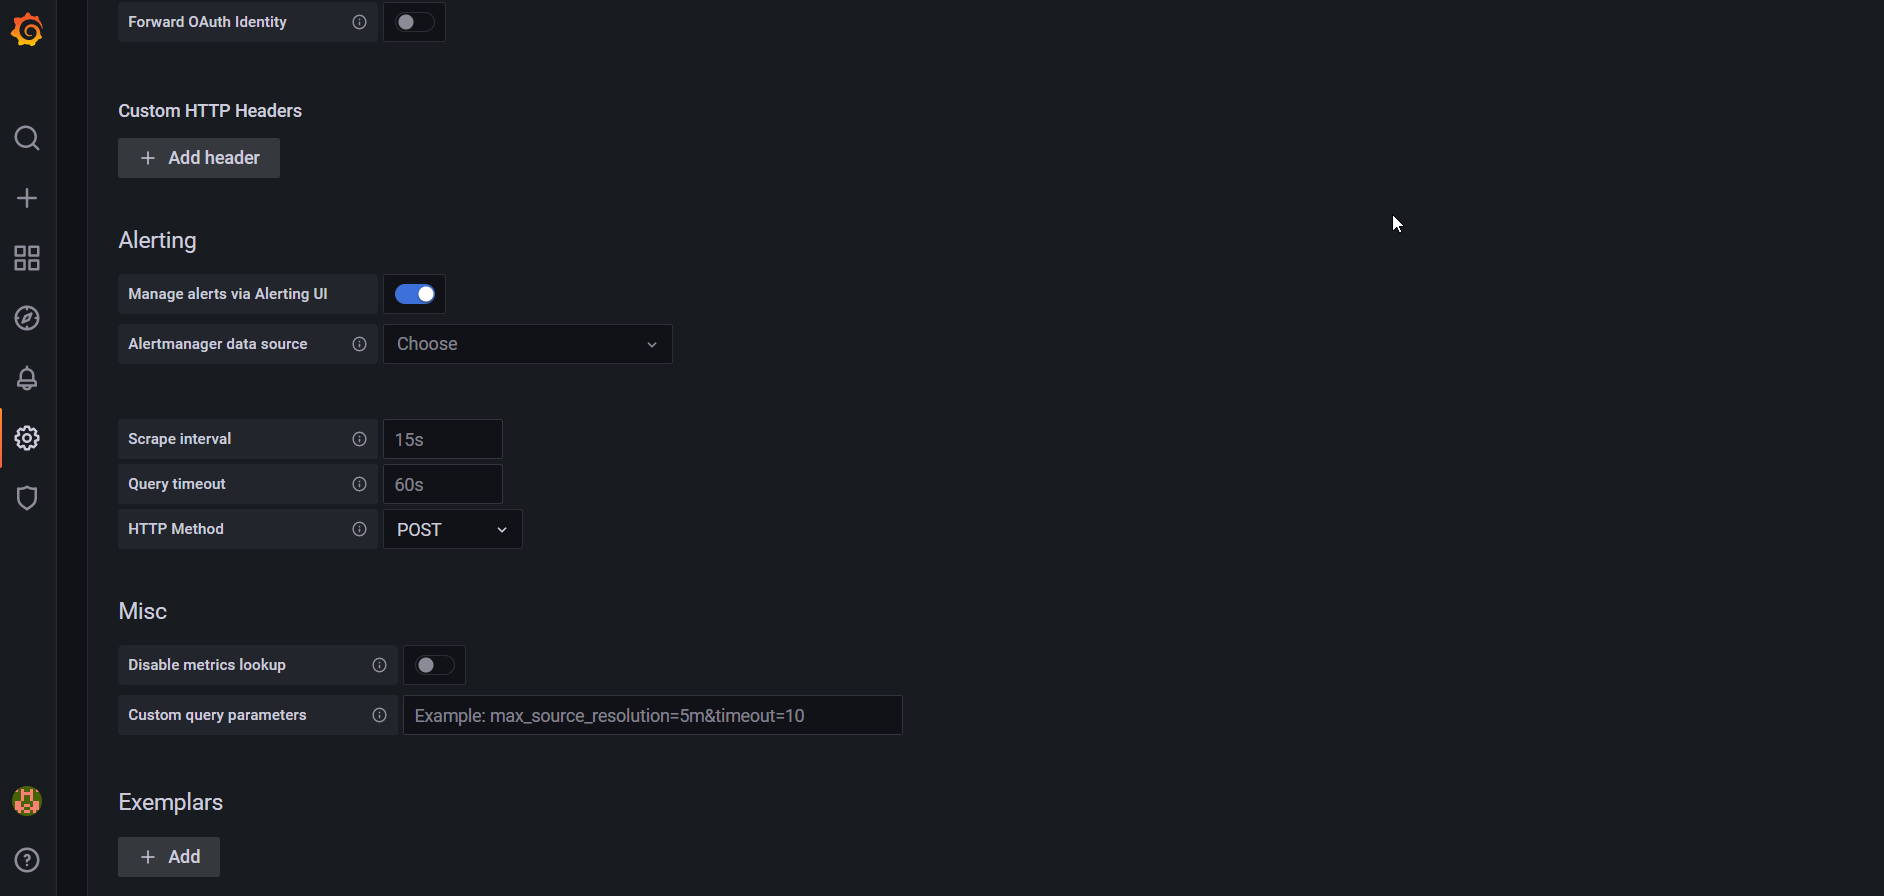 Forward OAuth Identity
Custom HTTP Headers
+ Add header
Alerting
Manage alerts via Alerting UI
Alertmanager data source Choose
Scrape interval 15s
Query timeout 60s
HTTP Method POST
Misc
Disable metrics lookup
Custom query parameters Example: max_source_resolution=5m&timeout=10
Exemplars
+ Add